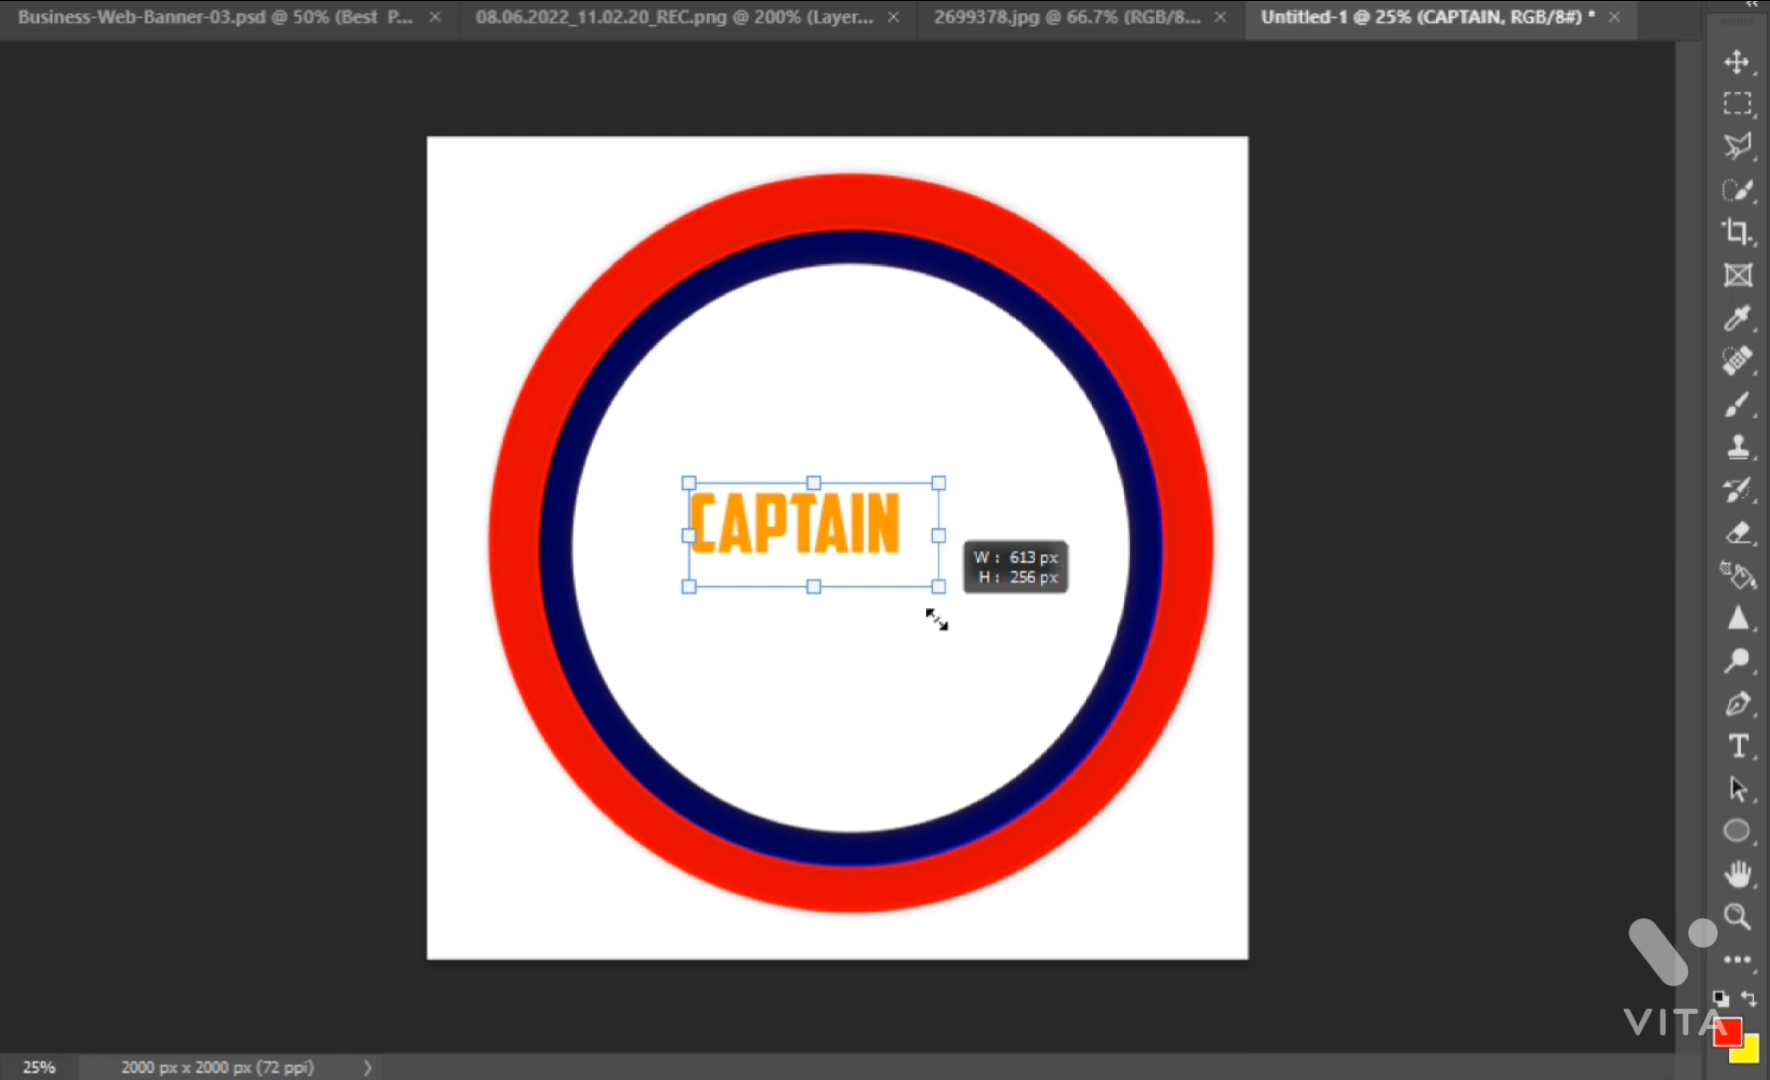 Business-Web-Banner-03.psd @ 50% (Best P...
08.06.2022_11.02.20_REC.png @ 200% (Layer...
2699378.jpg @ 66.7% (RGB/8...
Untitled-1 @ 25% (CAPTAIN, RGB/8#) *
CAPTAIN
W : 613 px
H : 256 px
T
VITA
25%
2000 px x 2000 px (72 ppi)